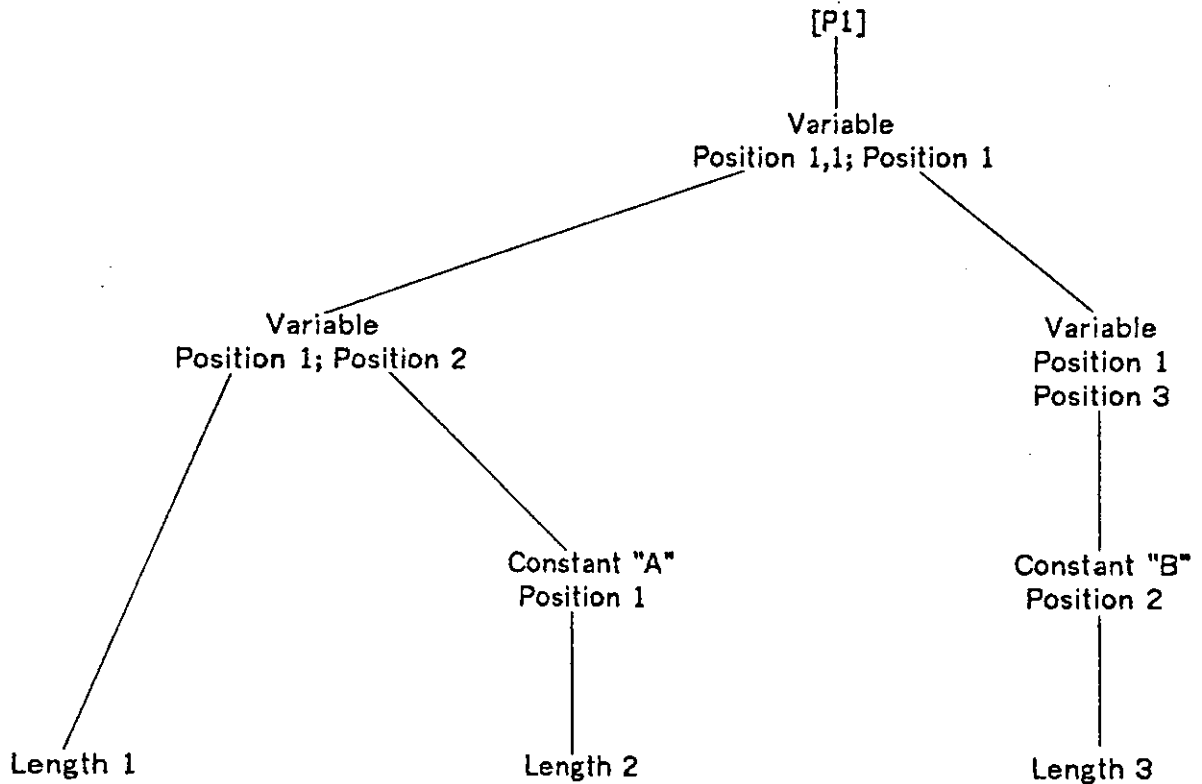 [P1]
Variable
Position 1,1; Position 1
Variable
Position 1; Position 2
Variable
Position 1
Position 3
Constant "A"
Position 1
Constant "B"
Position 2
Length 1
Length 2
Length 3